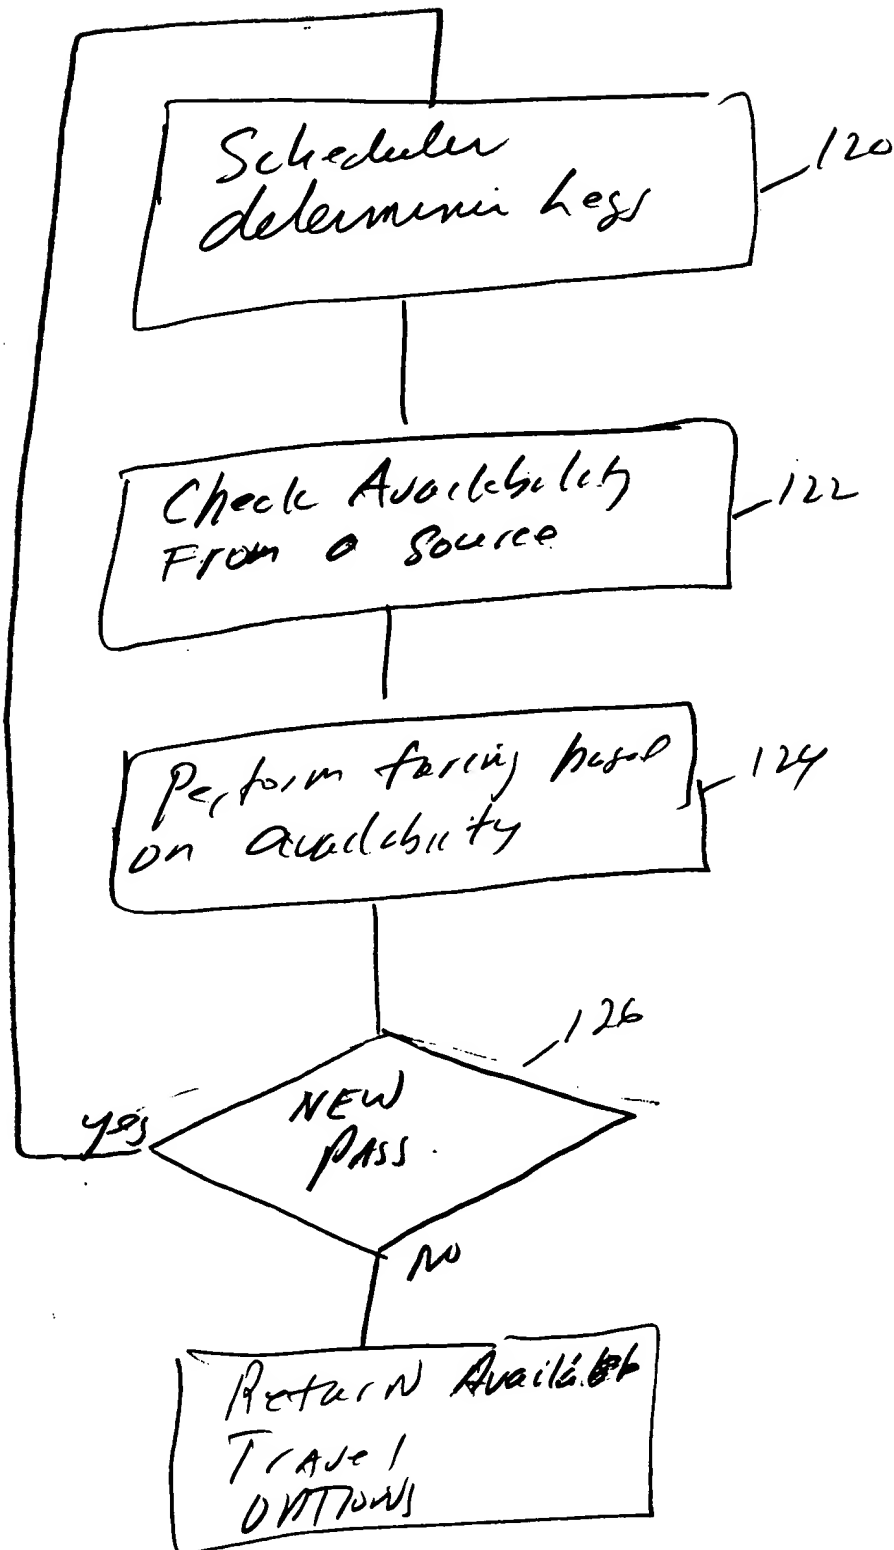 Scheduler
determines Legs
120
Check Availability
From a Source
122
Perform faring based
on availability
124
126
NEW
PASS
yes
NO
Return Available
Travel
OPTIONS